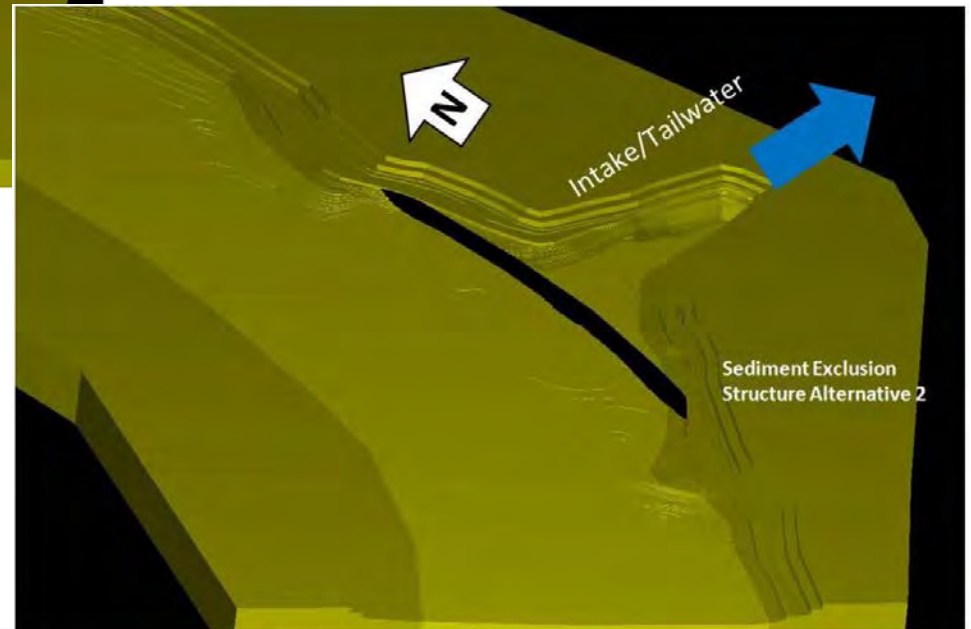 N
Intake/Tailwater
Sediment Exclusion
Structure Alternative 2